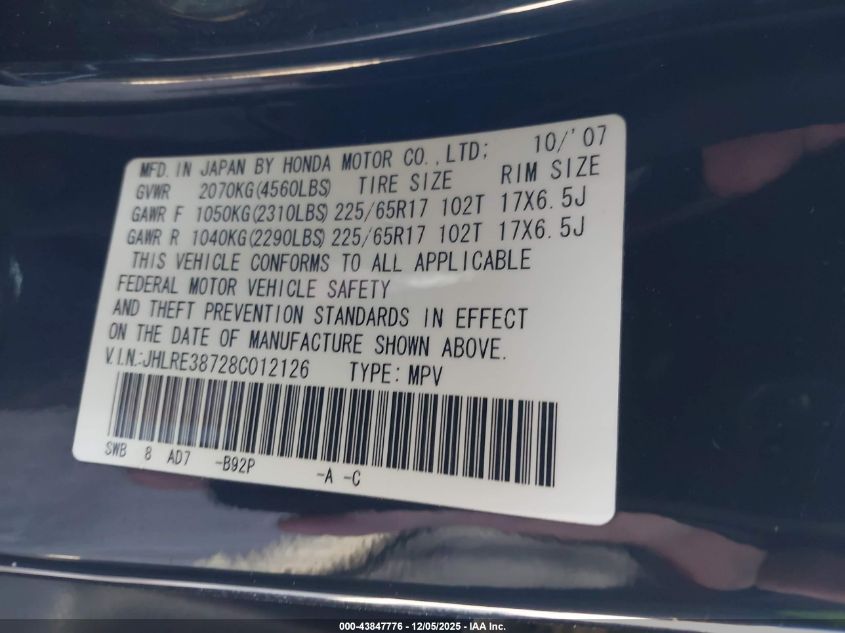 MFD. IN JAPAN BY HONDA MOTOR CO., LTD; 10/'07
GVWR 2070KG(4560LBS) TIRE SIZE RIM SIZE
GAWR F 1050KG(2310LBS) 225/65R17 102T 17X6.5J
GAWR R 1040KG(2290LBS) 225/65R17 102T 17X6.5J
THIS VEHICLE CONFORMS TO ALL APPLICABLE
FEDERAL MOTOR VEHICLE SAFETY
AND THEFT PREVENTION STANDARDS IN EFFECT
ON THE DATE OF MANUFACTURE SHOWN ABOVE.
V.I.N.:JHLRE38728C012126 TYPE: MPV
SWB 8 AD7 -B92P -A -C
000-43847776 - 12/05/2025 - IAA Inc.